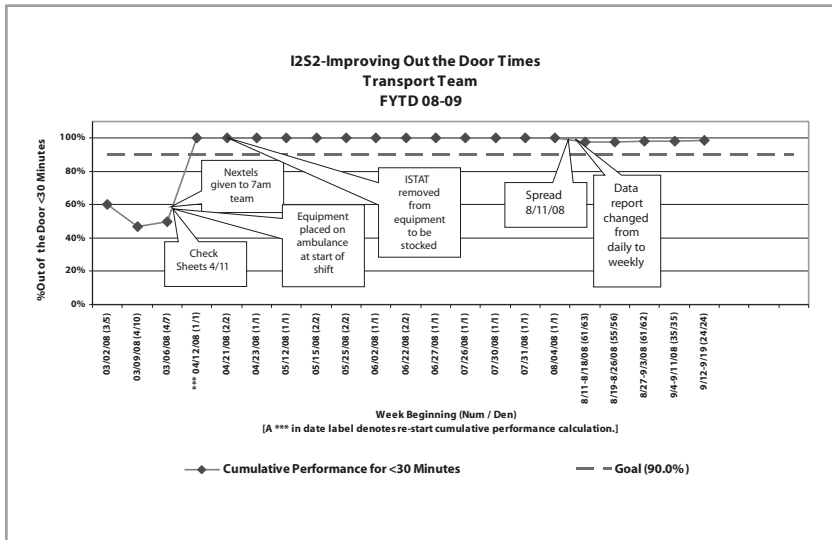 I2S2-Improving Out the Door Times
Transport Team
FYTD 08-09
%Out of the Door <30 Minutes
100%
80%
60%
40%
20%
0%
Nextels
given to 7am
team
Check
Sheets 4/11
Equipment
placed on
ambulance
at start of
shift
ISTAT
removed
from
equipment
to be
stocked
Spread
8/11/08
Data
report
changed
from
daily to
weekly
03/02/08 (3/5)
03/09/08 (4/10)
03/06/08 (4/7)
*** 04/12/08 (1/1)
04/21/08 (2/2)
04/23/08 (1/1)
05/12/08 (1/1)
05/15/08 (2/2)
05/25/08 (2/2)
06/02/08 (1/1)
06/22/08 (2/2)
06/27/08 (1/1)
07/26/08 (1/1)
07/30/08 (1/1)
07/31/08 (1/1)
08/04/08 (1/1)
8/11-8/18/08 (61/63)
8/19-8/26/08 (55/56)
8/27-9/3/08 (61/62)
9/4-9/11/08 (35/35)
9/12-9/19 (24/24)
Week Beginning (Num / Den)
[A *** in date label denotes re-start cumulative performance calculation.]
Cumulative Performance for <30 Minutes
Goal (90.0%)